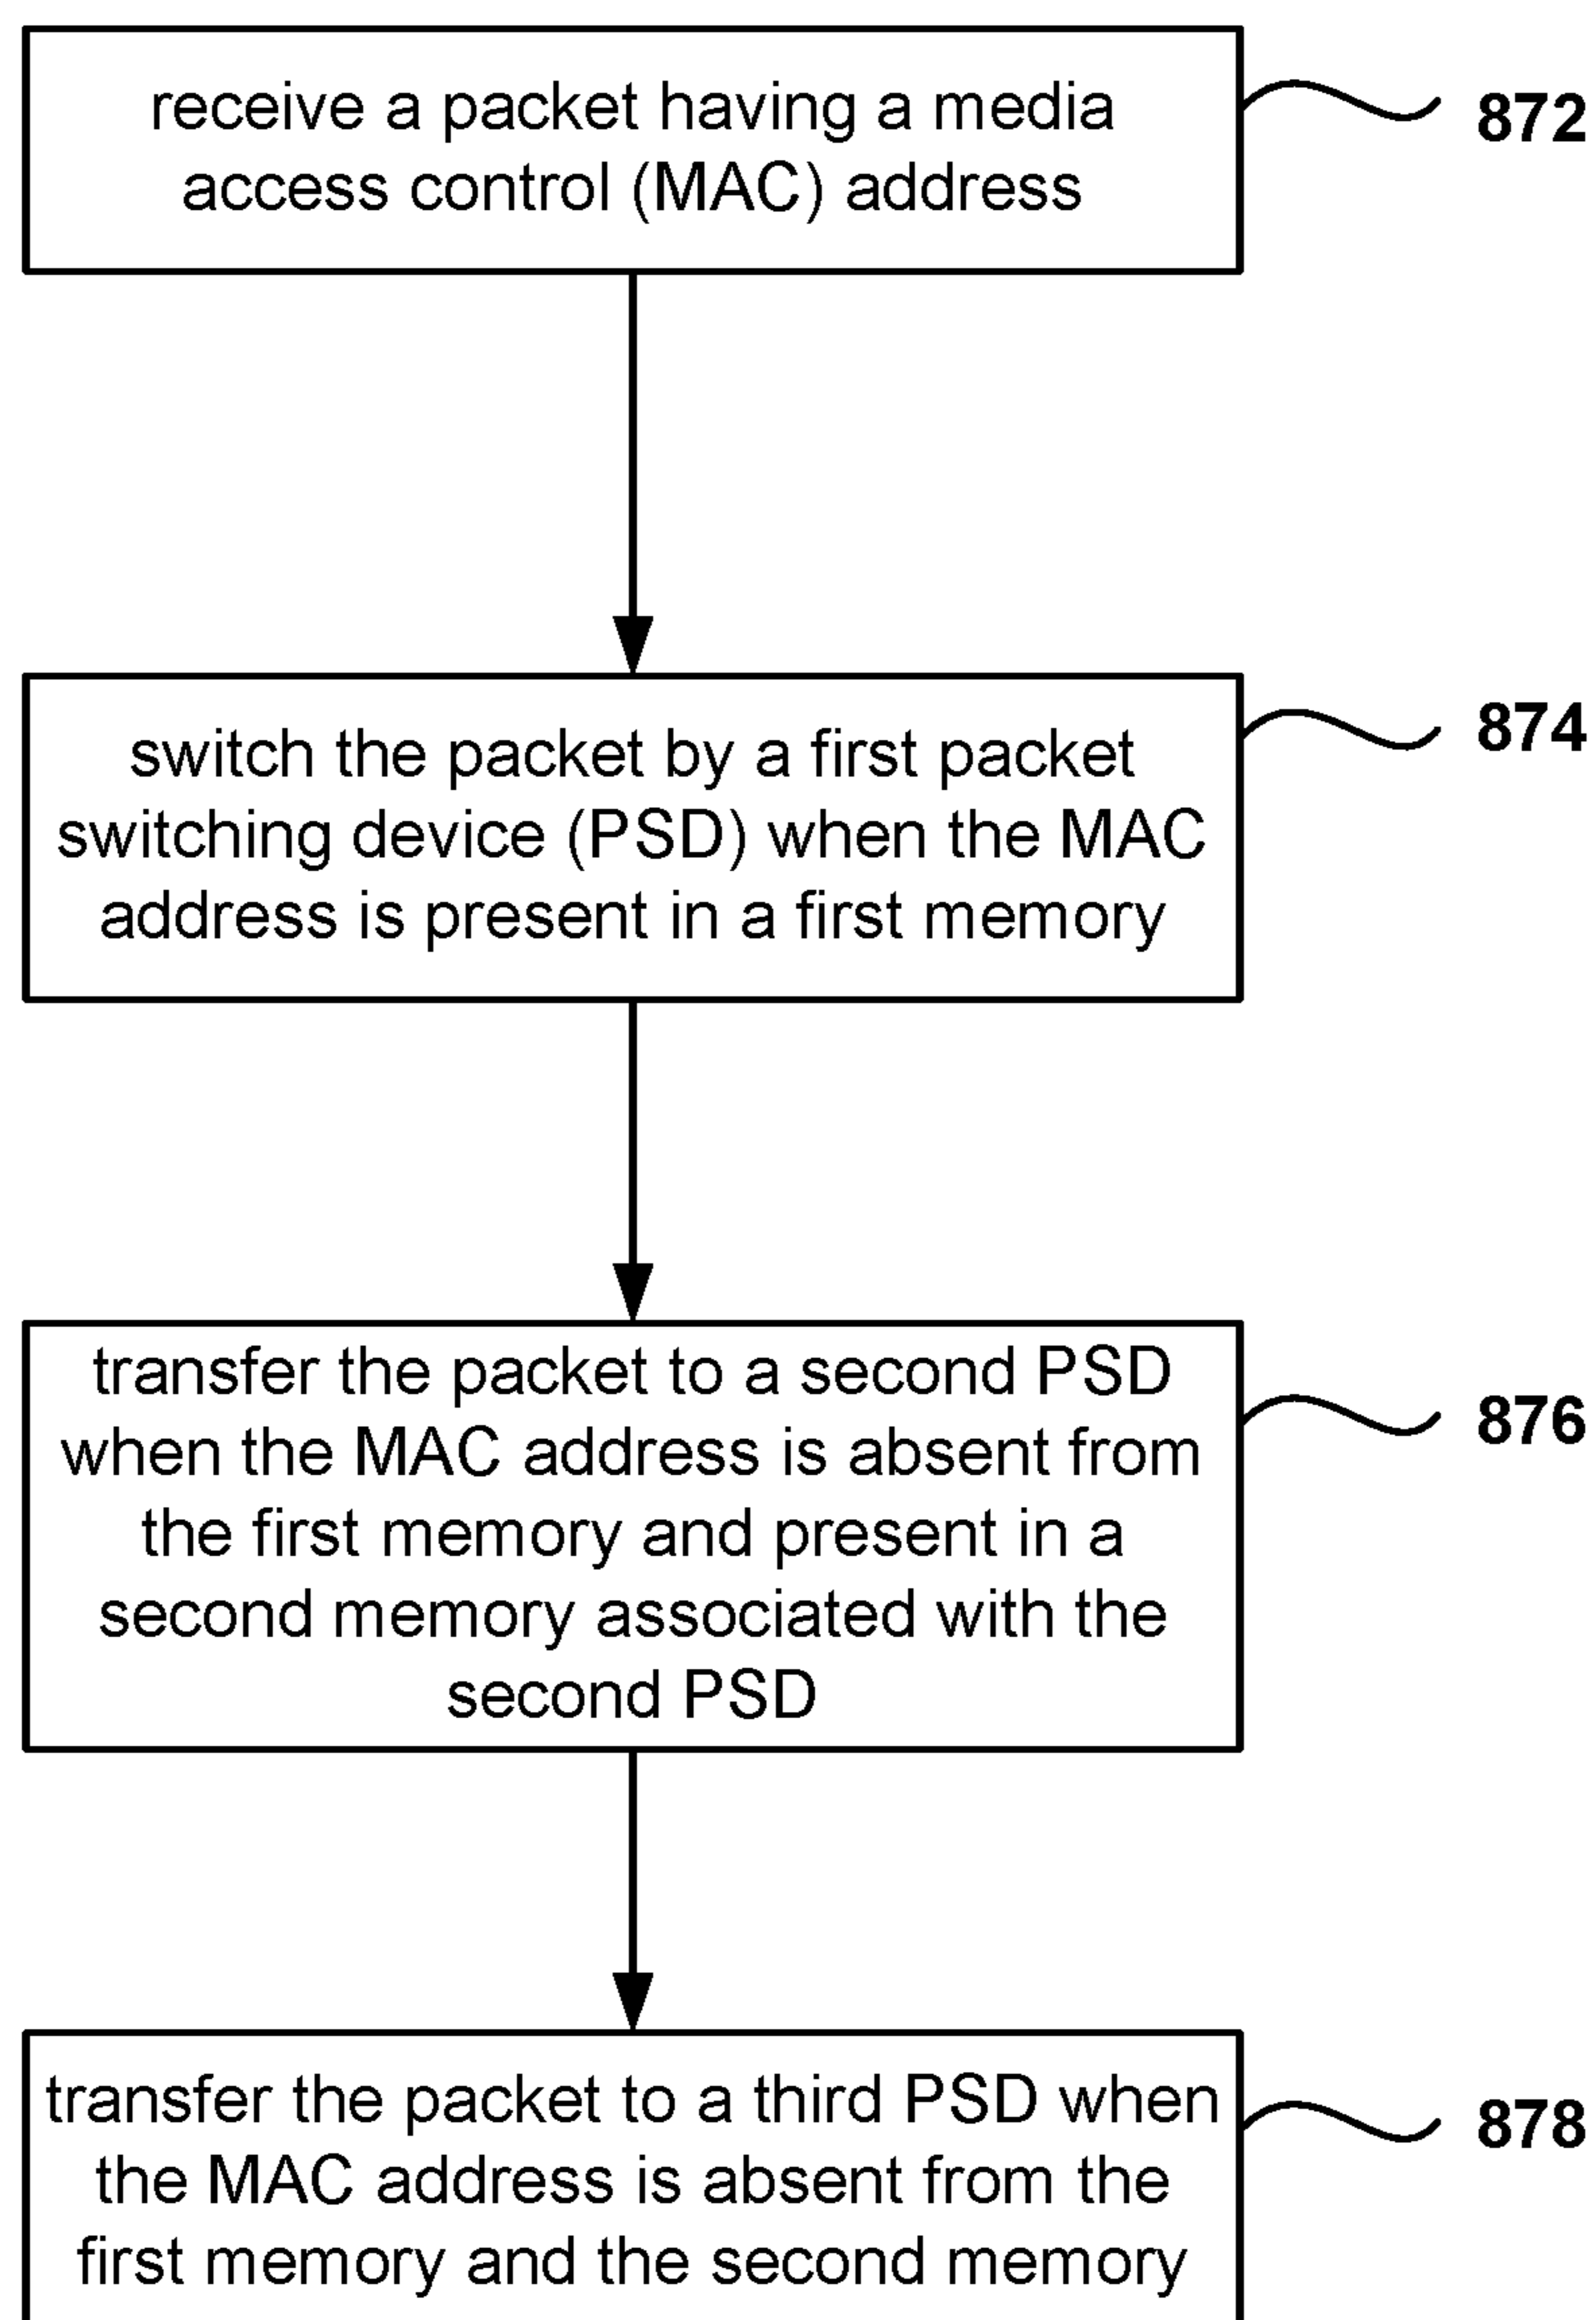 receive a packet having a media
access control (MAC) address
872
switch the packet by a first packet
switching device (PSD) when the MAC
address is present in a first memory
874
transfer the packet to a second PSD
when the MAC address is absent from
the first memory and present in a
second memory associated with the
second PSD
876
transfer the packet to a third PSD when
the MAC address is absent from the
first memory and the second memory
878